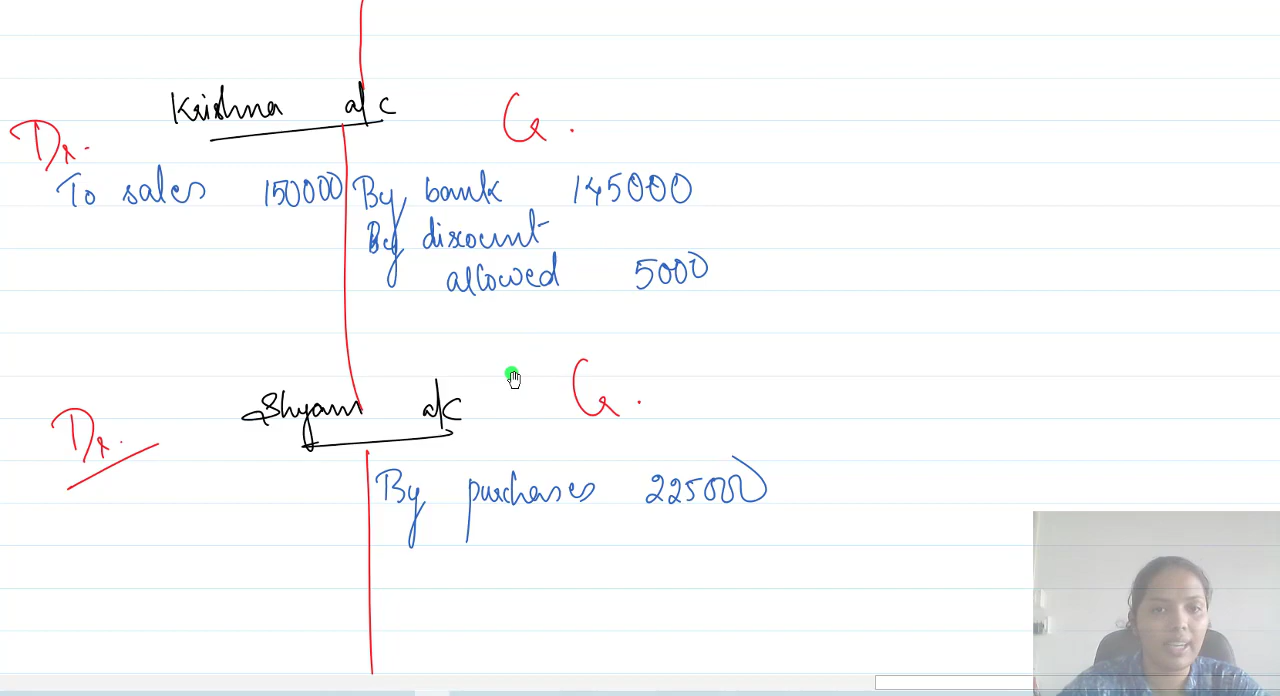 Krishna a/c
Dr. Cr.
To sales 150000 By bank 145000
By discount
allowed 5000
Shyam a/c
Dr. Cr.
By purchases 225000